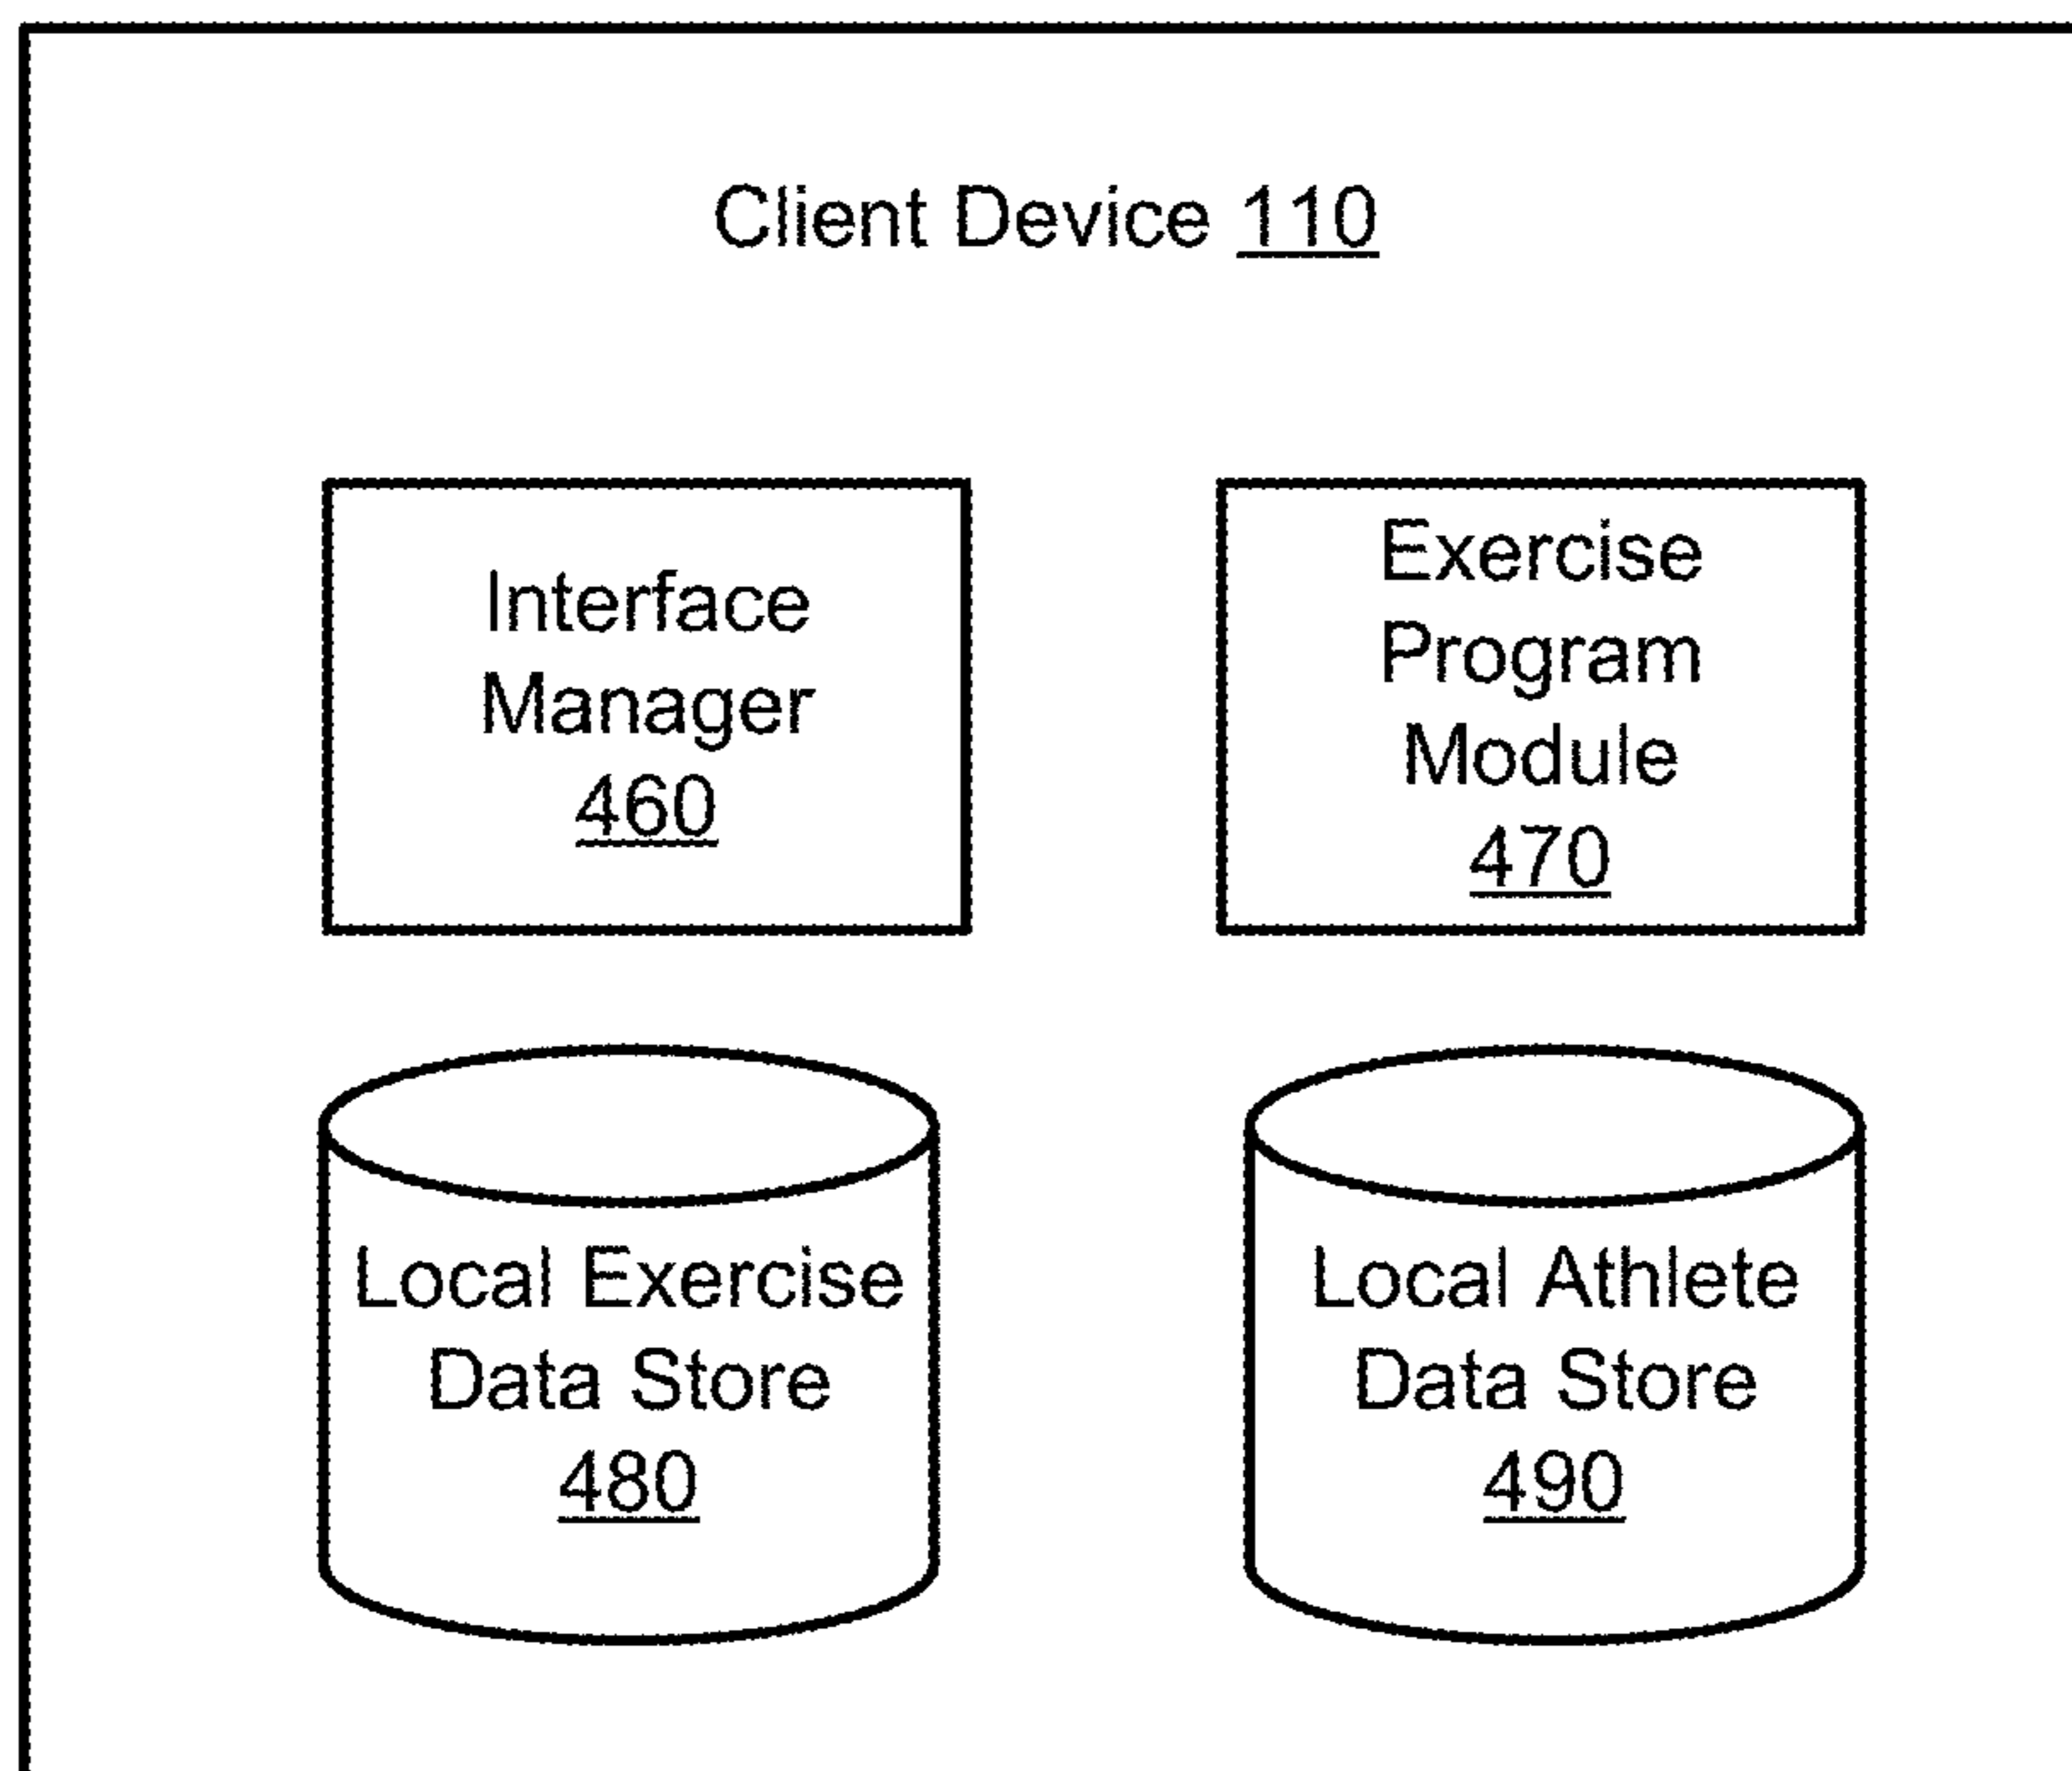 Client Device 110
Interface
Manager
460
Exercise
Program
Module
470
Local Exercise
Data Store
480
Local Athlete
Data Store
490